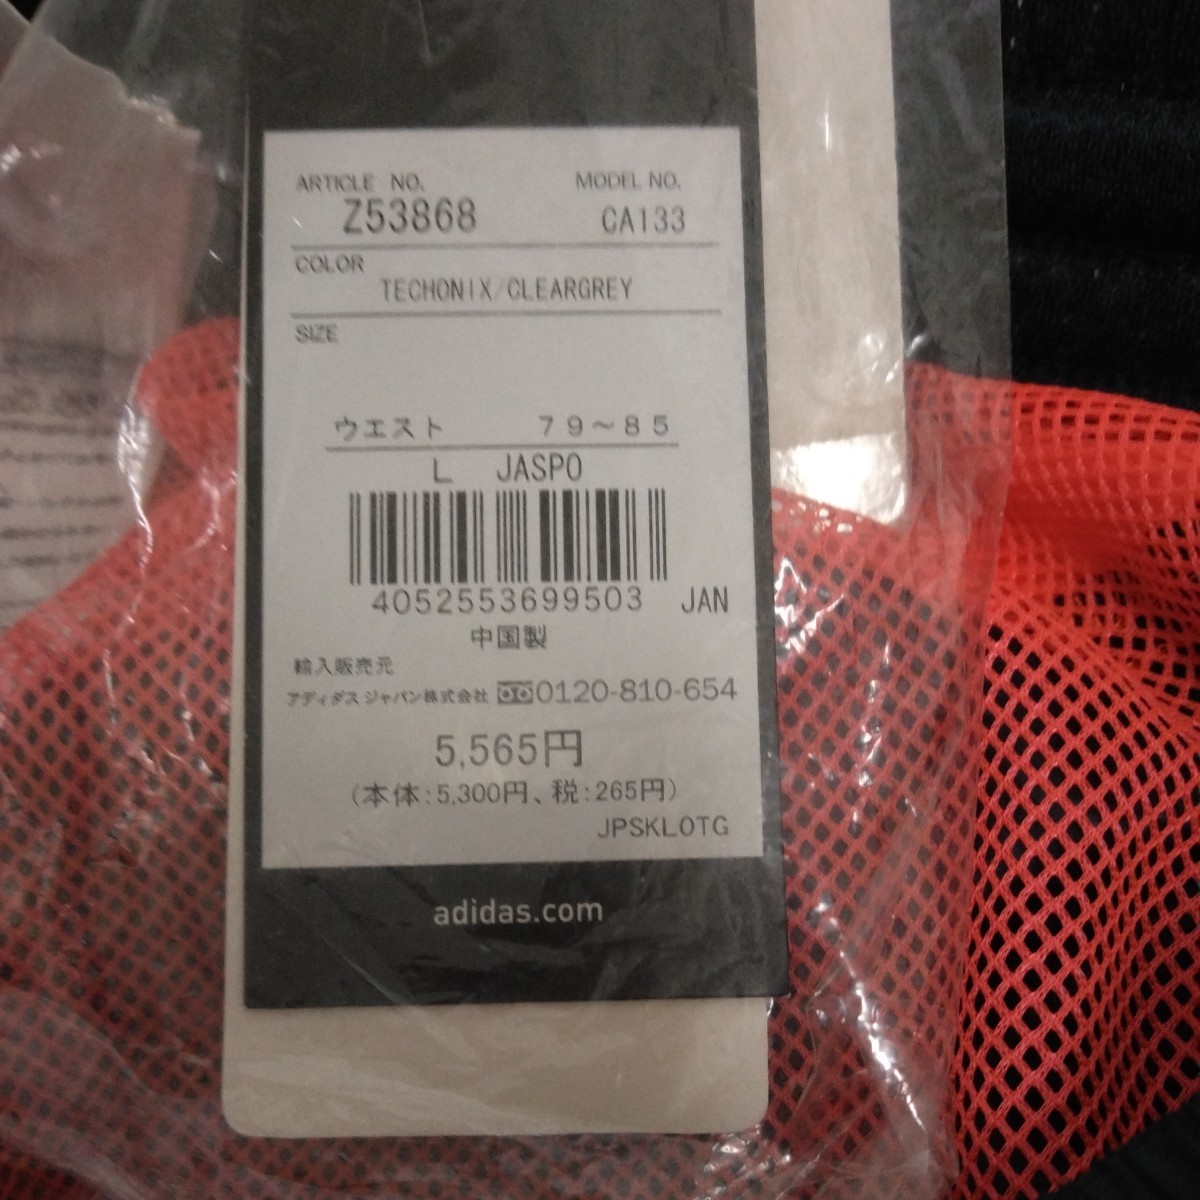 ARTICLE NO. MODEL NO.
Z53868 CA133
COLOR
TECHONIX/CLEARGREY
SIZE
ウエスト 79～85
L JASPO
4052553699503 JAN
中国製
輸入販売元
アディダス ジャパン株式会社 0120-810-654
5,565円
(本体:5,300円、税:265円)
JPSKLOTG
adidas.com